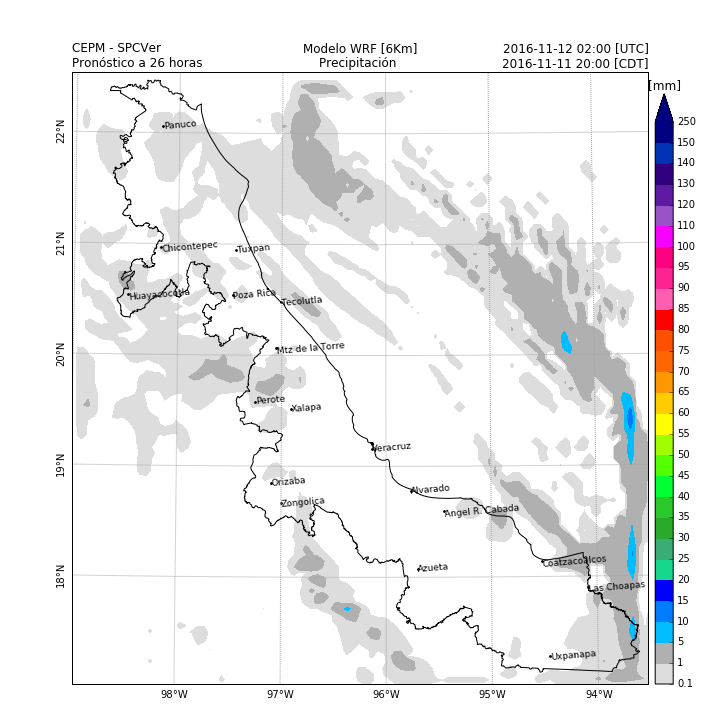 CEPM - SPCVer
Modelo WRF [6Km]
2016-11-12 02:00 [UTC]
Pronóstico a 26 horas
Precipitación
2016-11-11 20:00 [CDT]
[mm]
250
150
140
130
120
110
100
95
90
85
80
75
70
65
60
55
50
45
40
35
30
25
20
15
10
5
1
0.1
22°N
21°N
20°N
19°N
18°N
98°W
97°W
96°W
95°W
94°W
Panuco
Chicontepec
Tuxpan
Huayacocotla
Poza Rica
Tecolutla
Mtz de la Torre
Perote
Xalapa
Veracruz
Orizaba
Zongolica
Alvarado
Angel R. Cabada
Azueta
Coatzacoalcos
Las Choapas
Uxpanapa